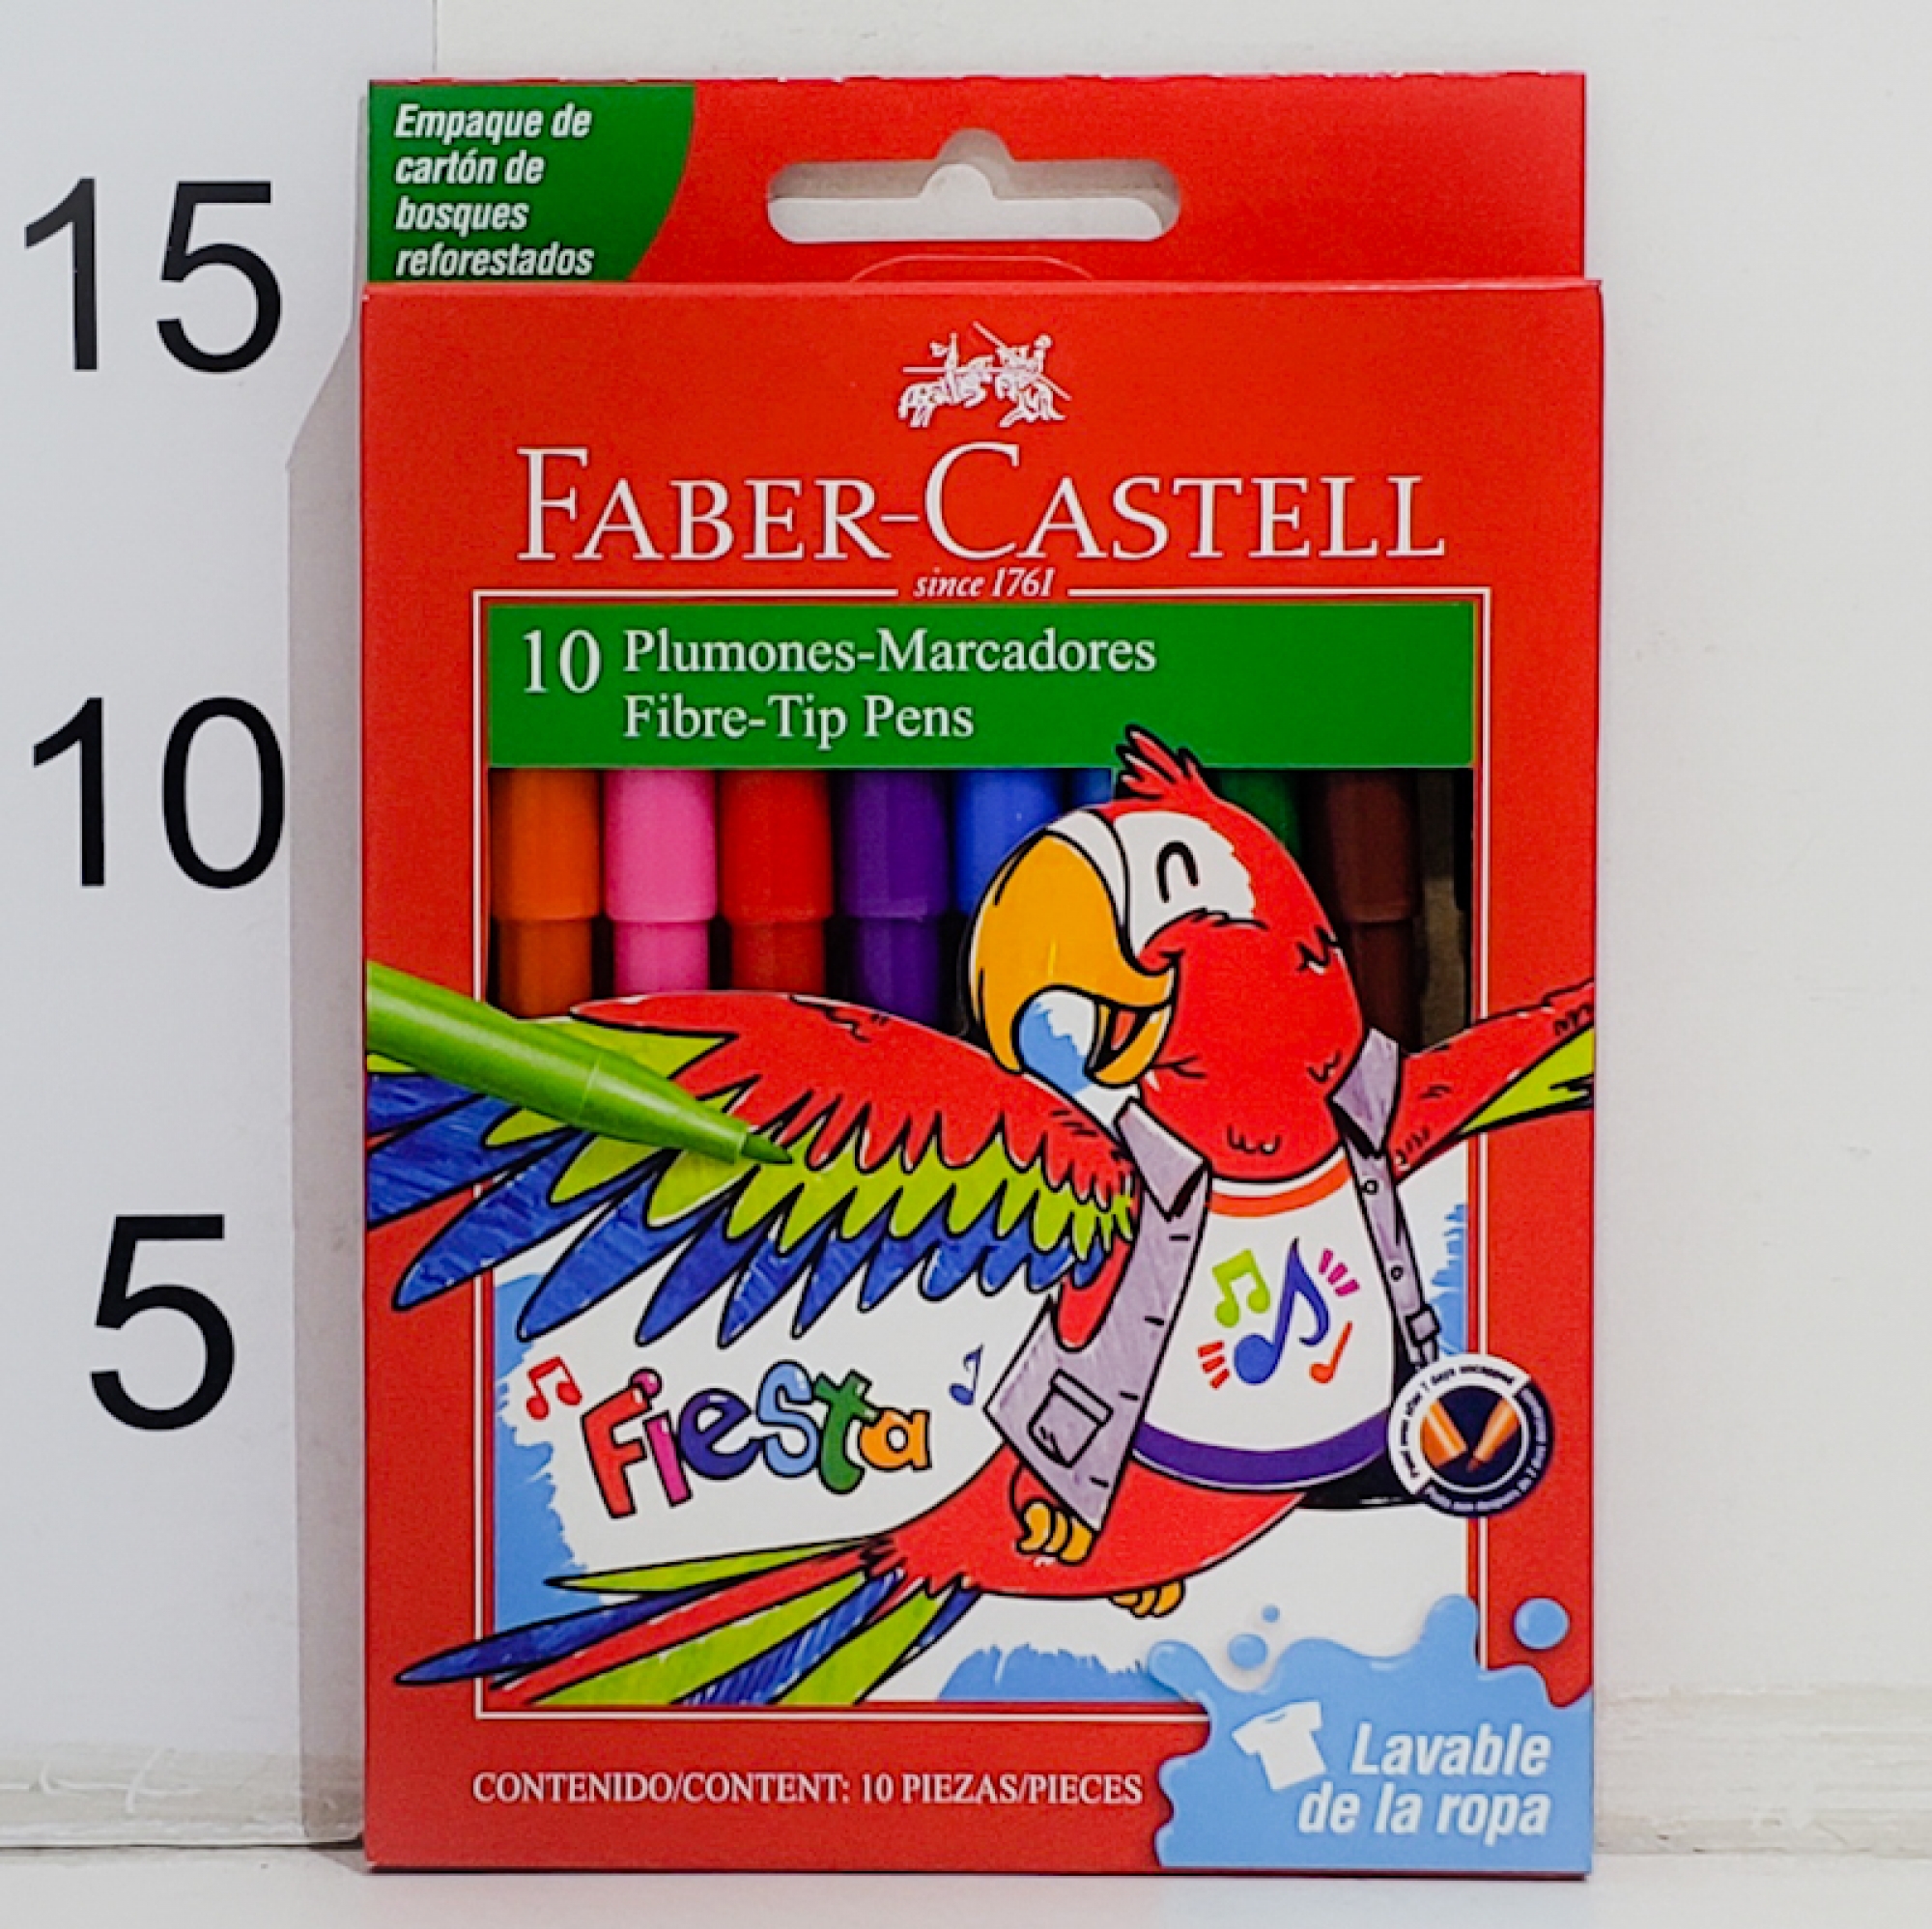 15
10
5
Empaque de
cartón de
bosques
reforestados
FABER-CASTELL
since 1761
10 Plumones-Marcadores
Fibre-Tip Pens
Fiesta
CONTENIDO/CONTENT: 10 PIEZAS/PIECES
Lavable
de la ropa